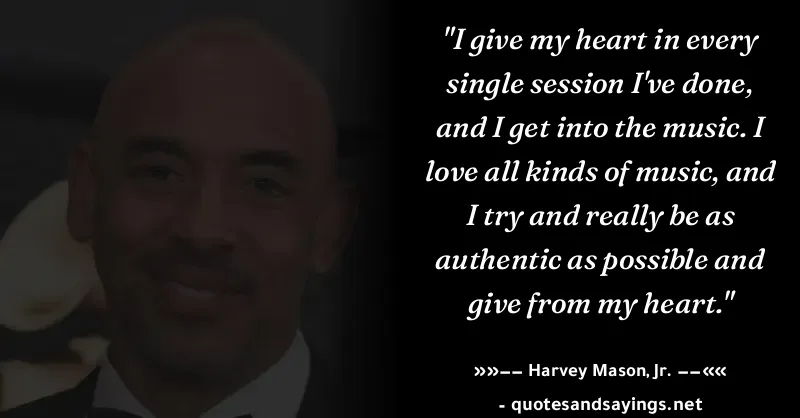 "I give my heart in every
single session I've done,
and I get into the music. I
love all kinds of music, and
I try and really be as
authentic as possible and
give from my heart."
»»–– Harvey Mason, Jr. ––««
- quotesandsayings.net